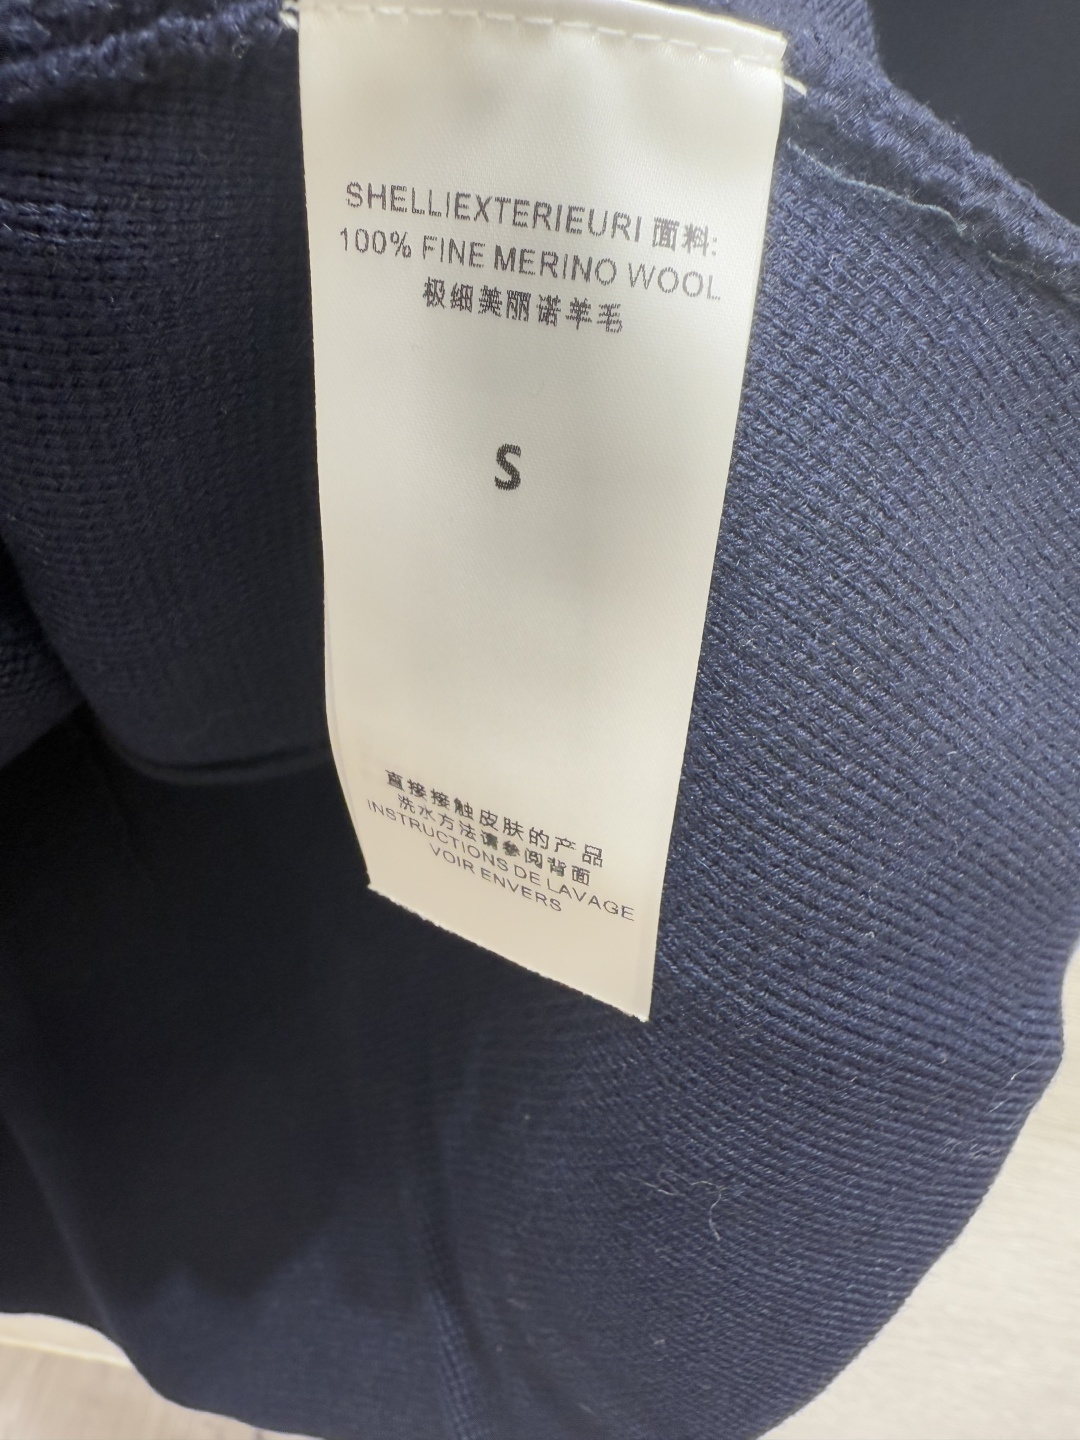 SHELLIEXTERIEURI 面料:
100% FINE MERINO WOOL
极细美丽诺羊毛
S
直接接触皮肤的产品
洗水方法请参阅背面
INSTRUCTIONS DE LAVAGE
VOIR ENVERS